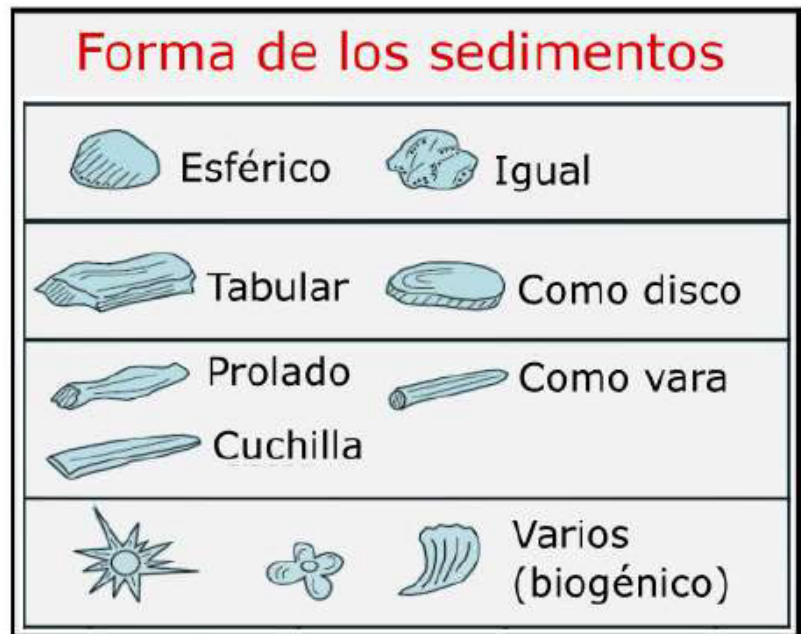 Forma de los sedimentos
Esférico
Igual
Tabular
Como disco
Prolado
Como vara
Cuchilla
Varios
(biogénico)